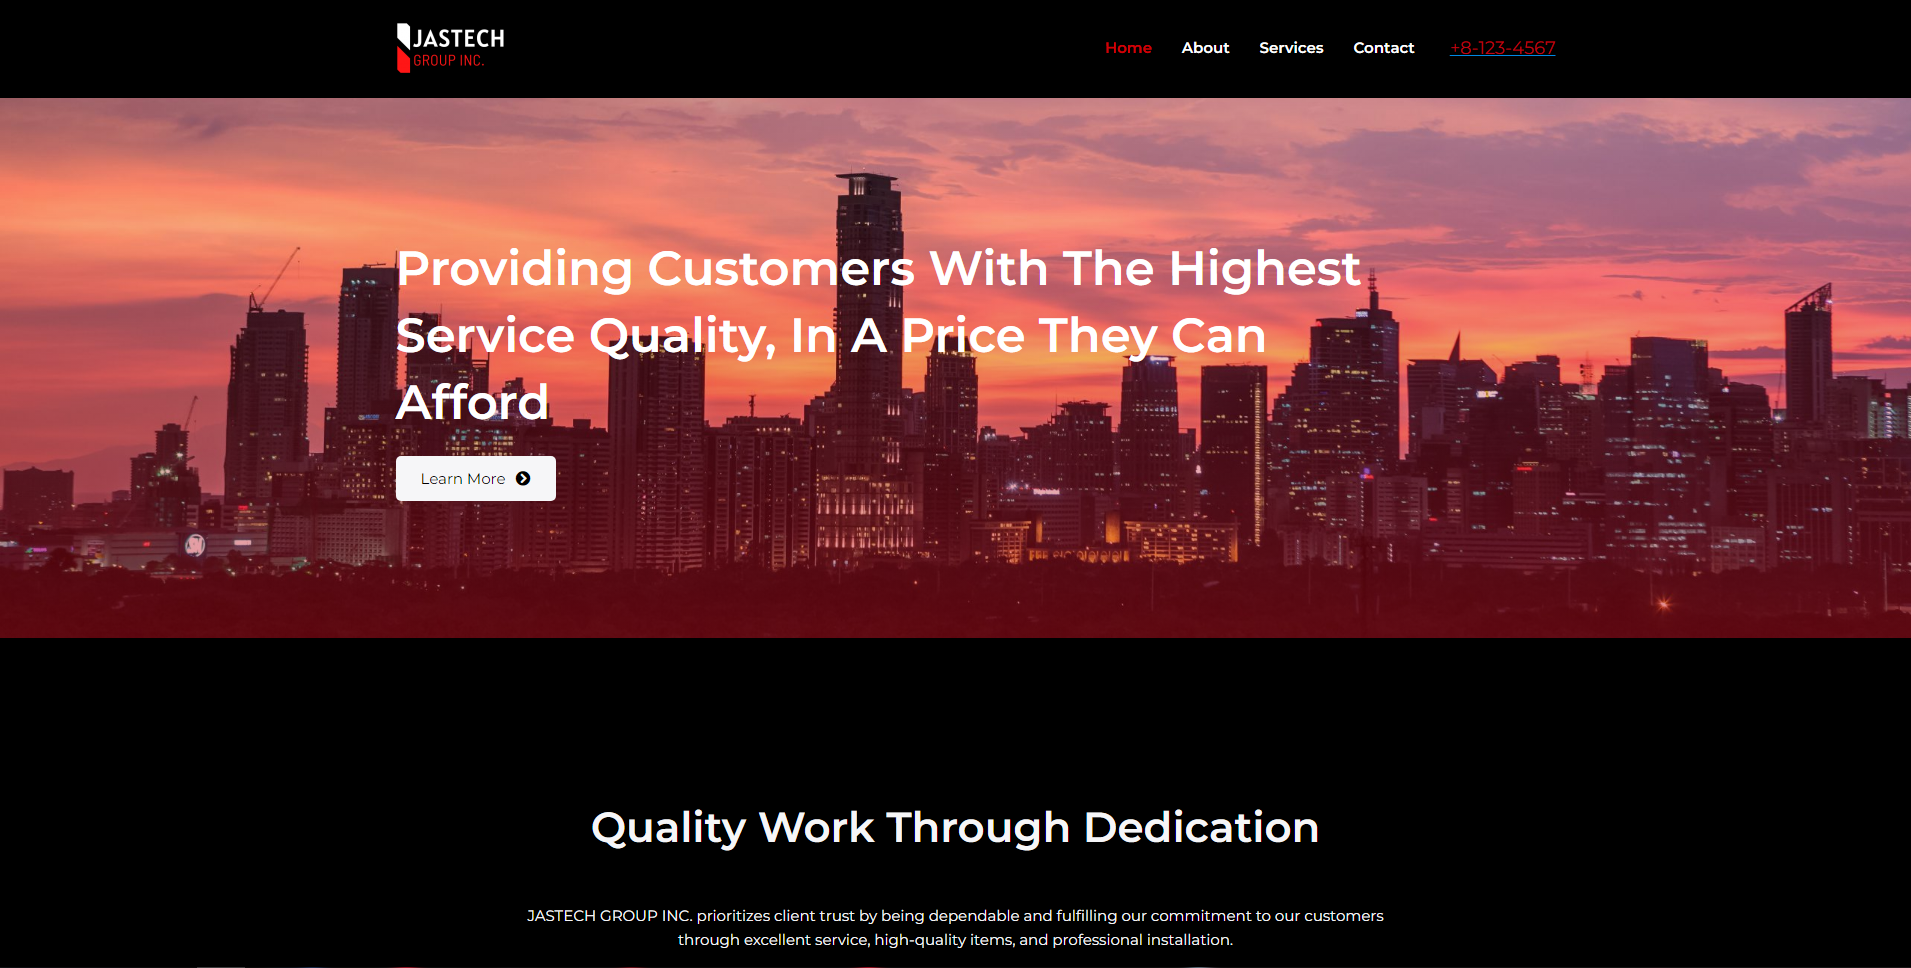 JASTECH
GROUP INC.
Home About Services Contact +8-123-4567
Providing Customers With The Highest
Service Quality, In A Price They Can
Afford
Learn More
Quality Work Through Dedication
JASTECH GROUP INC. prioritizes client trust by being dependable and fulfilling our commitment to our customers
through excellent service, high-quality items, and professional installation.